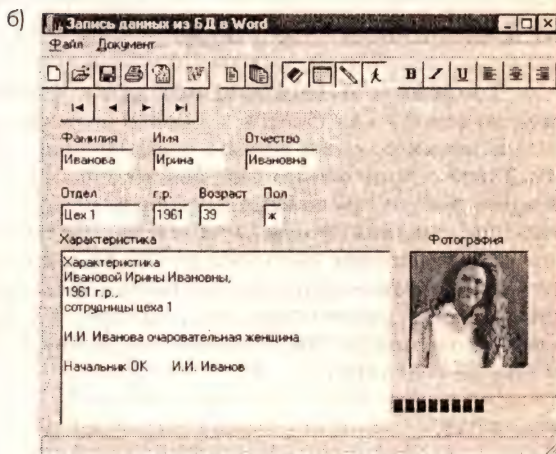 б)
Запись данных из БД в Word
Файл Документ
W
B I U
Фамилия Имя Отчество
Иванова Ирина Ивановна
Отдел г.р. Возраст Пол
Цех 1 1961 39 ж
Характеристика Фотография
Характеристика
Ивановой Ирины Ивановны,
1961 г.р.,
сотрудницы цеха 1
И.И. Иванова очаровательная женщина
Начальник ОК И.И. Иванов